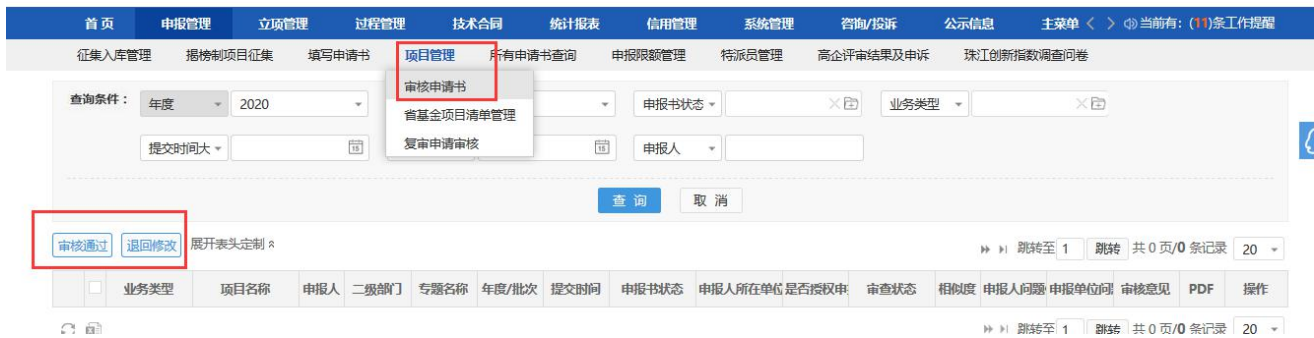 首页 申报管理 立项管理 过程管理 技术合同 统计报表 信用管理 系统管理 咨询/投诉 公示信息 主菜单 < > 当前有: (11)条工作提醒
征集入库管理 揭榜制项目征集 填写申请书 项目管理 所有申请书查询 申报限额管理 特派员管理 高企评审结果及申诉 珠江创新指数调查问卷
审核申请书
省基金项目清单管理
复审申请审核
查询条件： 年度 2020 申报书状态 业务类型
提交时间大 15 15 申报人
查询 取消
审核通过 退回修改 展开表头定制 跳转至 1 跳转 共 0 页/0 条记录 20
业务类型 项目名称 申报人 二级部门 专题名称 年度/批次 提交时间 申报书状态 申报人所在单位 是否授权申 审查状态 相似度 申报人问题 申报单位问 审核意见 PDF 操作
跳转至 1 跳转 共 0 页/0 条记录 20